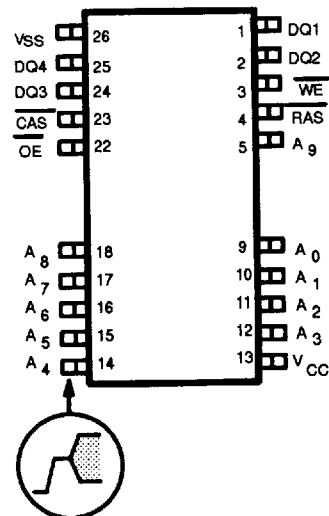 VSS 26 1 DQ1
DQ4 25 2 DQ2
DQ3 24 3 WE
CAS 23 4 RAS
OE 22 5 A9
A8 18 9 A0
A7 17 10 A1
A6 16 11 A2
A5 15 12 A3
A4 14 13 VCC